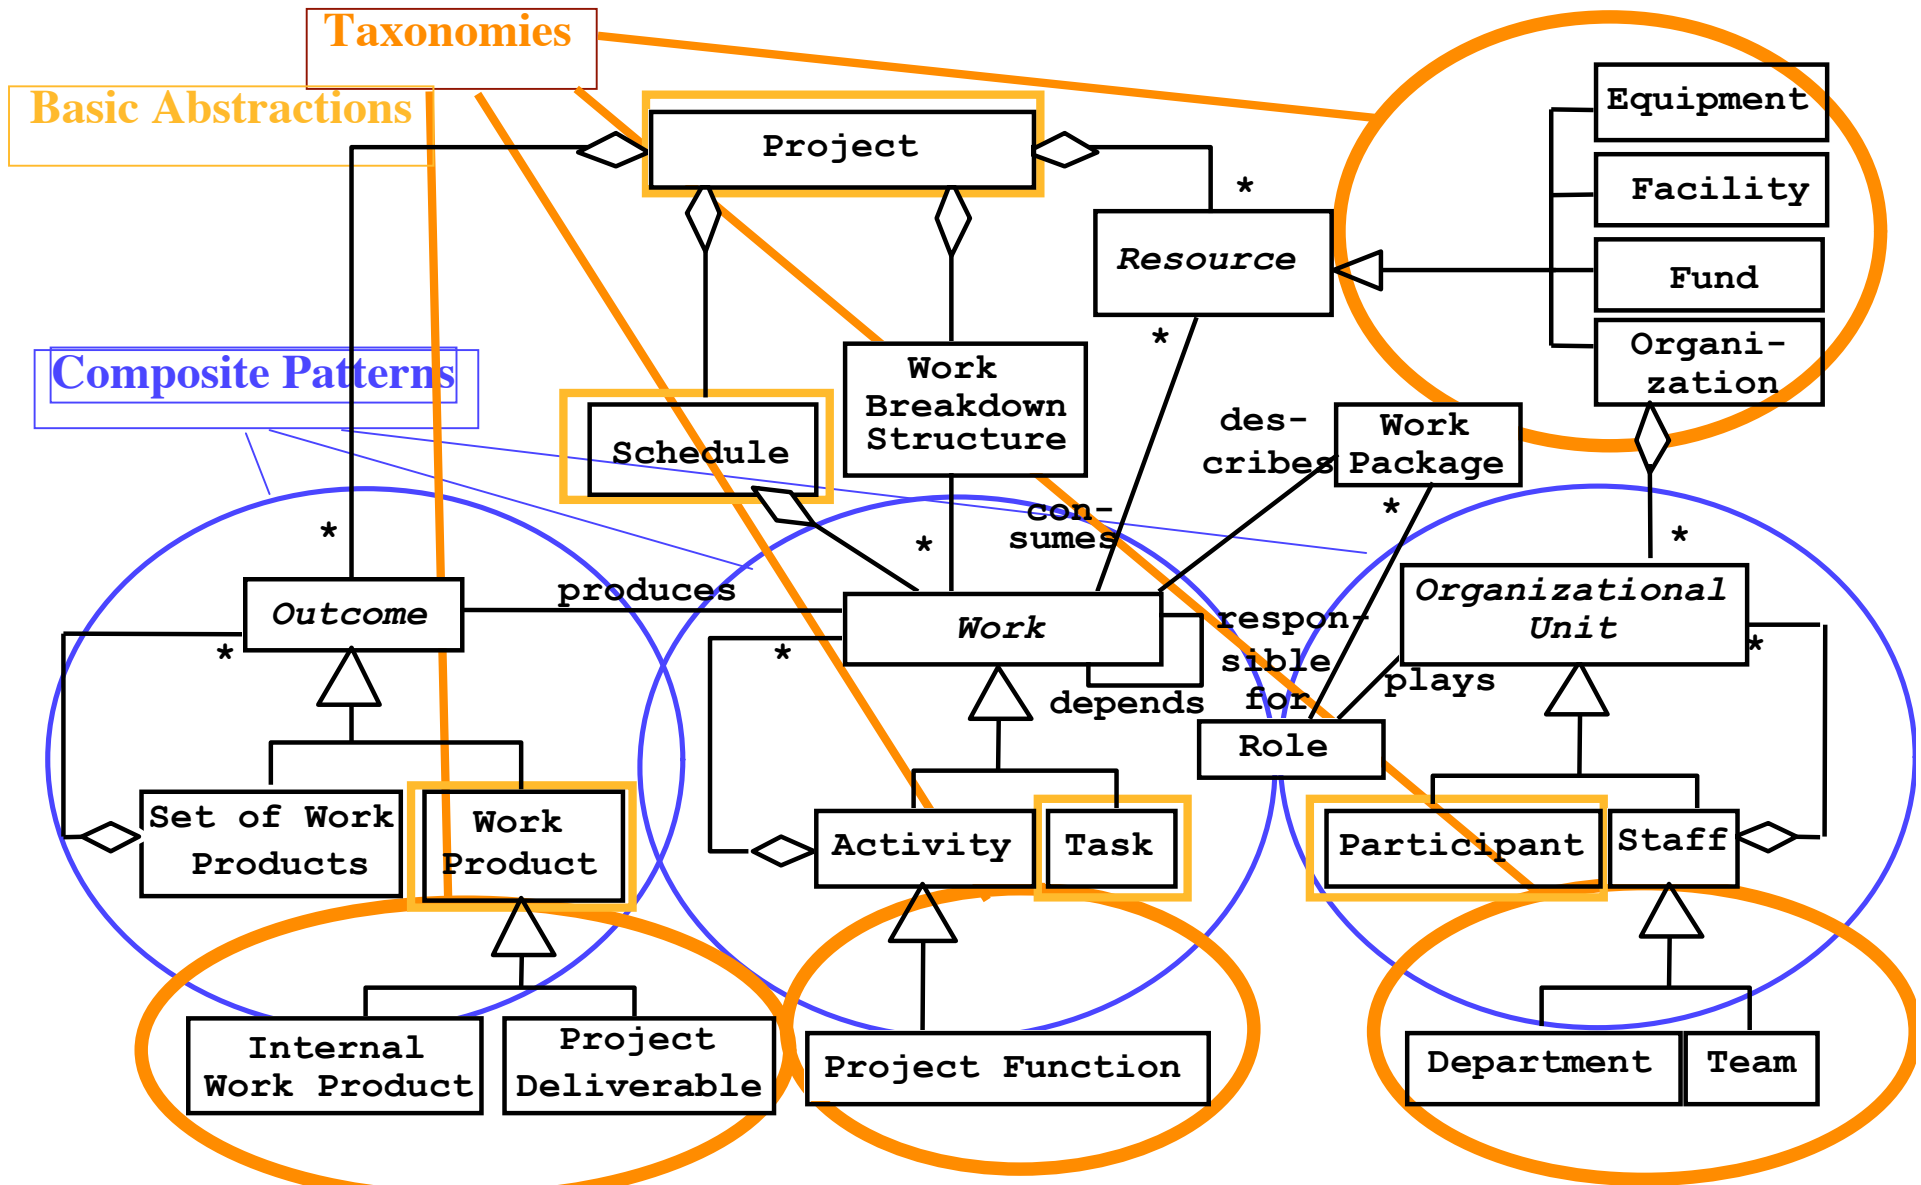 Taxonomies
Basic Abstractions
Equipment
Project
Facility
*
Resource
Fund
*
Organi-
zation
Composite Patterns
Work
Breakdown
Structure
Schedule
des-
cribes
Work
Package
*
con-
sumes
*
*
*
produces
Outcome
*
Work
*
depends
respon-
sible
for
Organizational
Unit
*
plays
Role
Set of Work
Products
Work
Product
Activity
Task
Participant
Staff
Internal
Work Product
Project
Deliverable
Project Function
Department
Team